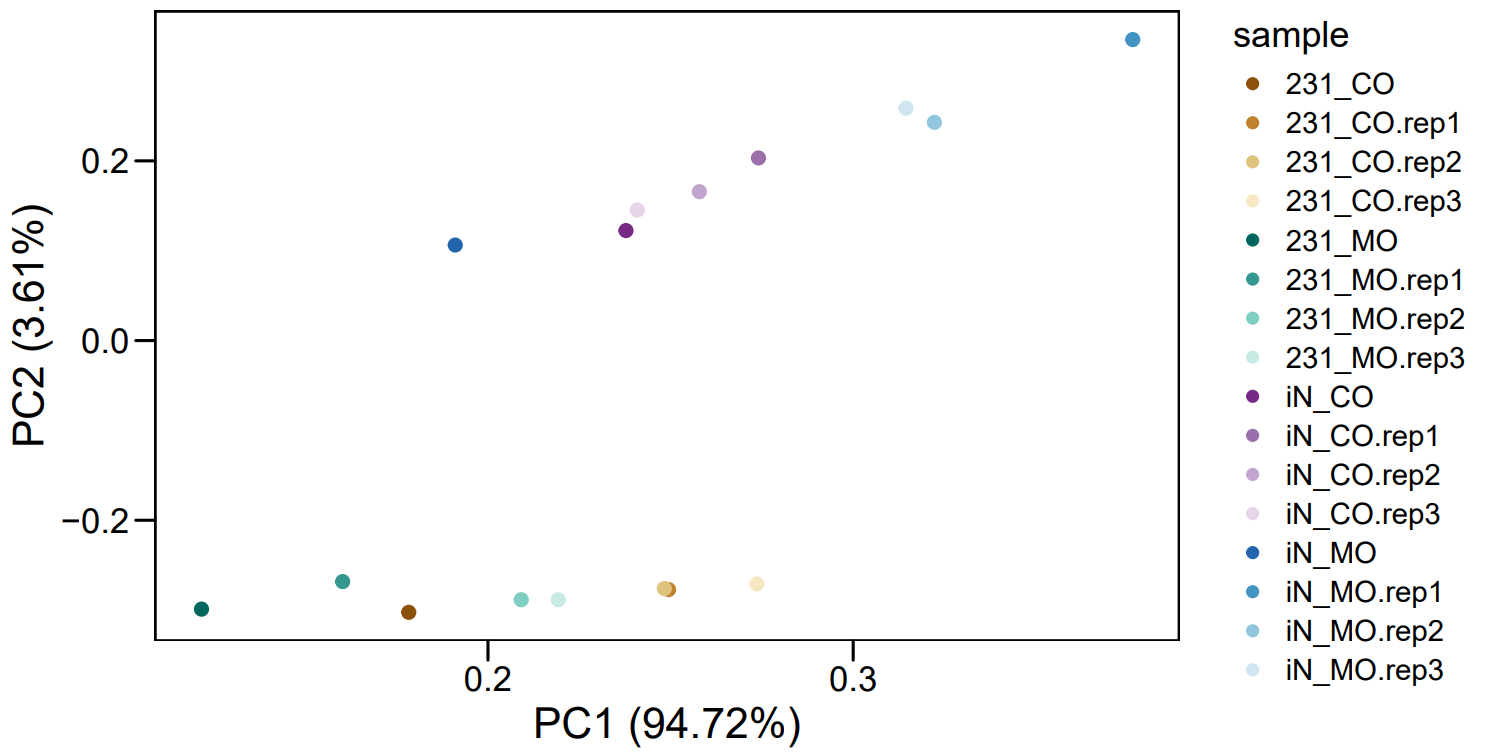 sample
231_CO
231_CO.rep1
231_CO.rep2
231_CO.rep3
231_MO
231_MO.rep1
231_MO.rep2
231_MO.rep3
iN_CO
iN_CO.rep1
iN_CO.rep2
iN_CO.rep3
iN_MO
iN_MO.rep1
iN_MO.rep2
iN_MO.rep3
PC2 (3.61%)
0.2
0.0
−0.2
0.2 0.3
PC1 (94.72%)